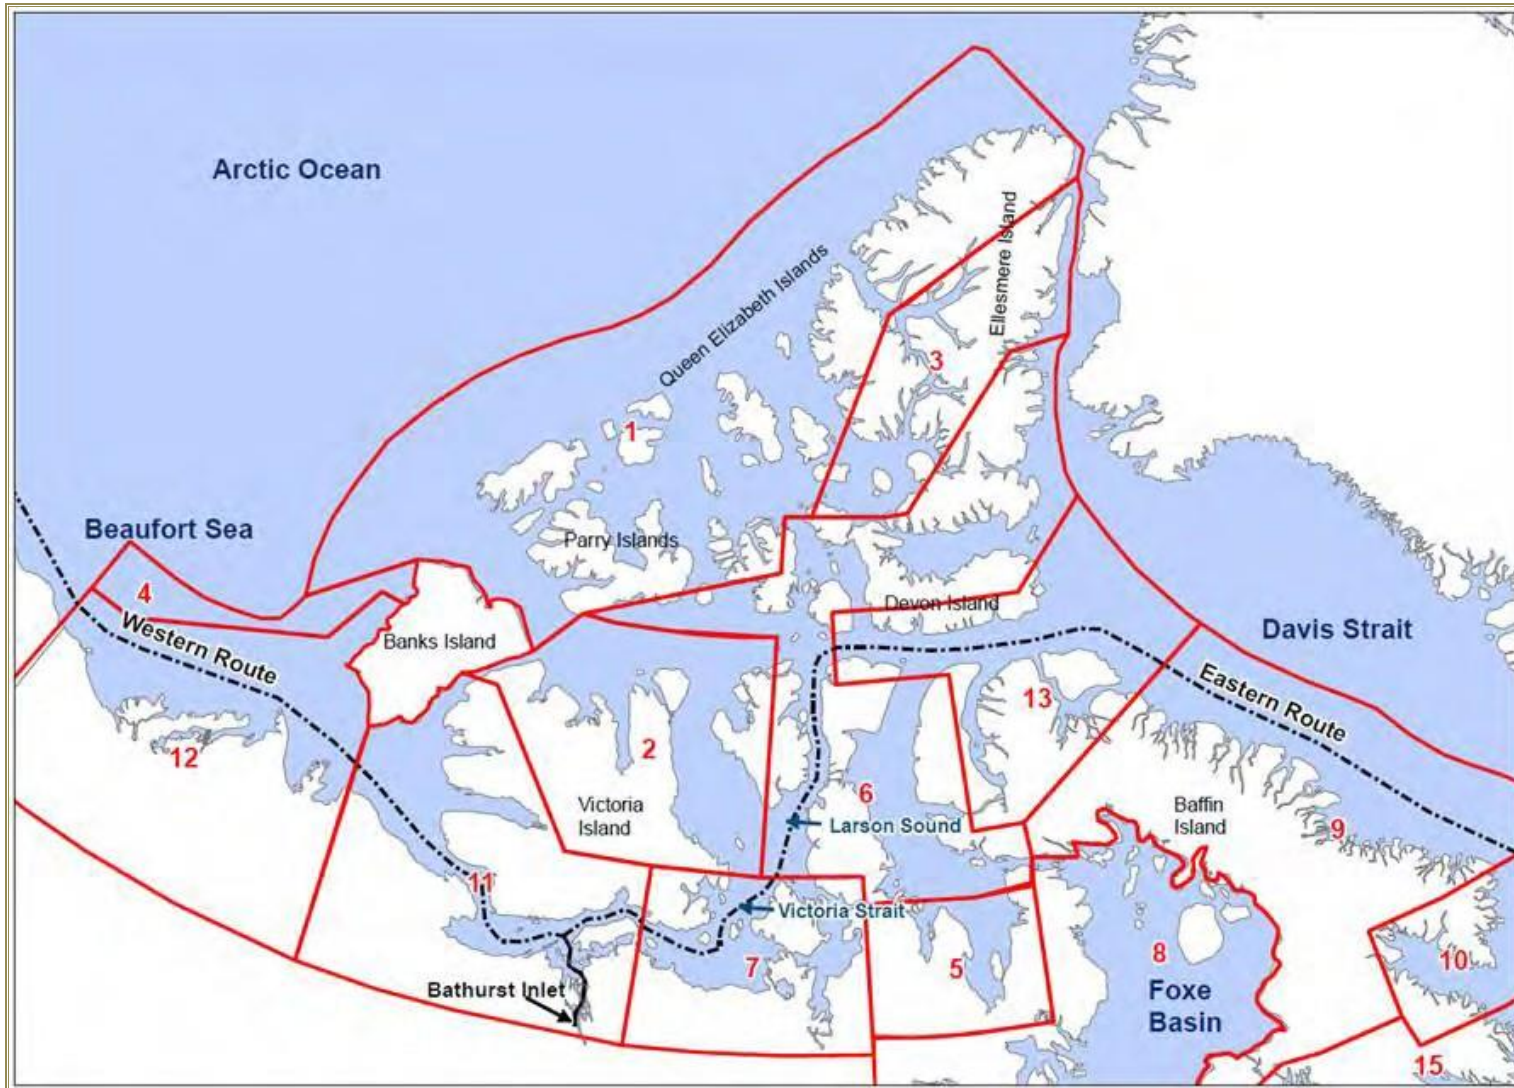 Arctic Ocean
Queen Elizabeth Islands
Ellesmere Island
3
1
Beaufort Sea
Parry Islands
4
Western Route
Banks Island
Devon Island
Davis Strait
Eastern Route
13
12
2
Victoria
Island
6
Larson Sound
Baffin
Island
9
11
Victoria Strait
7
5
8
10
Bathurst Inlet
Foxe
Basin
15